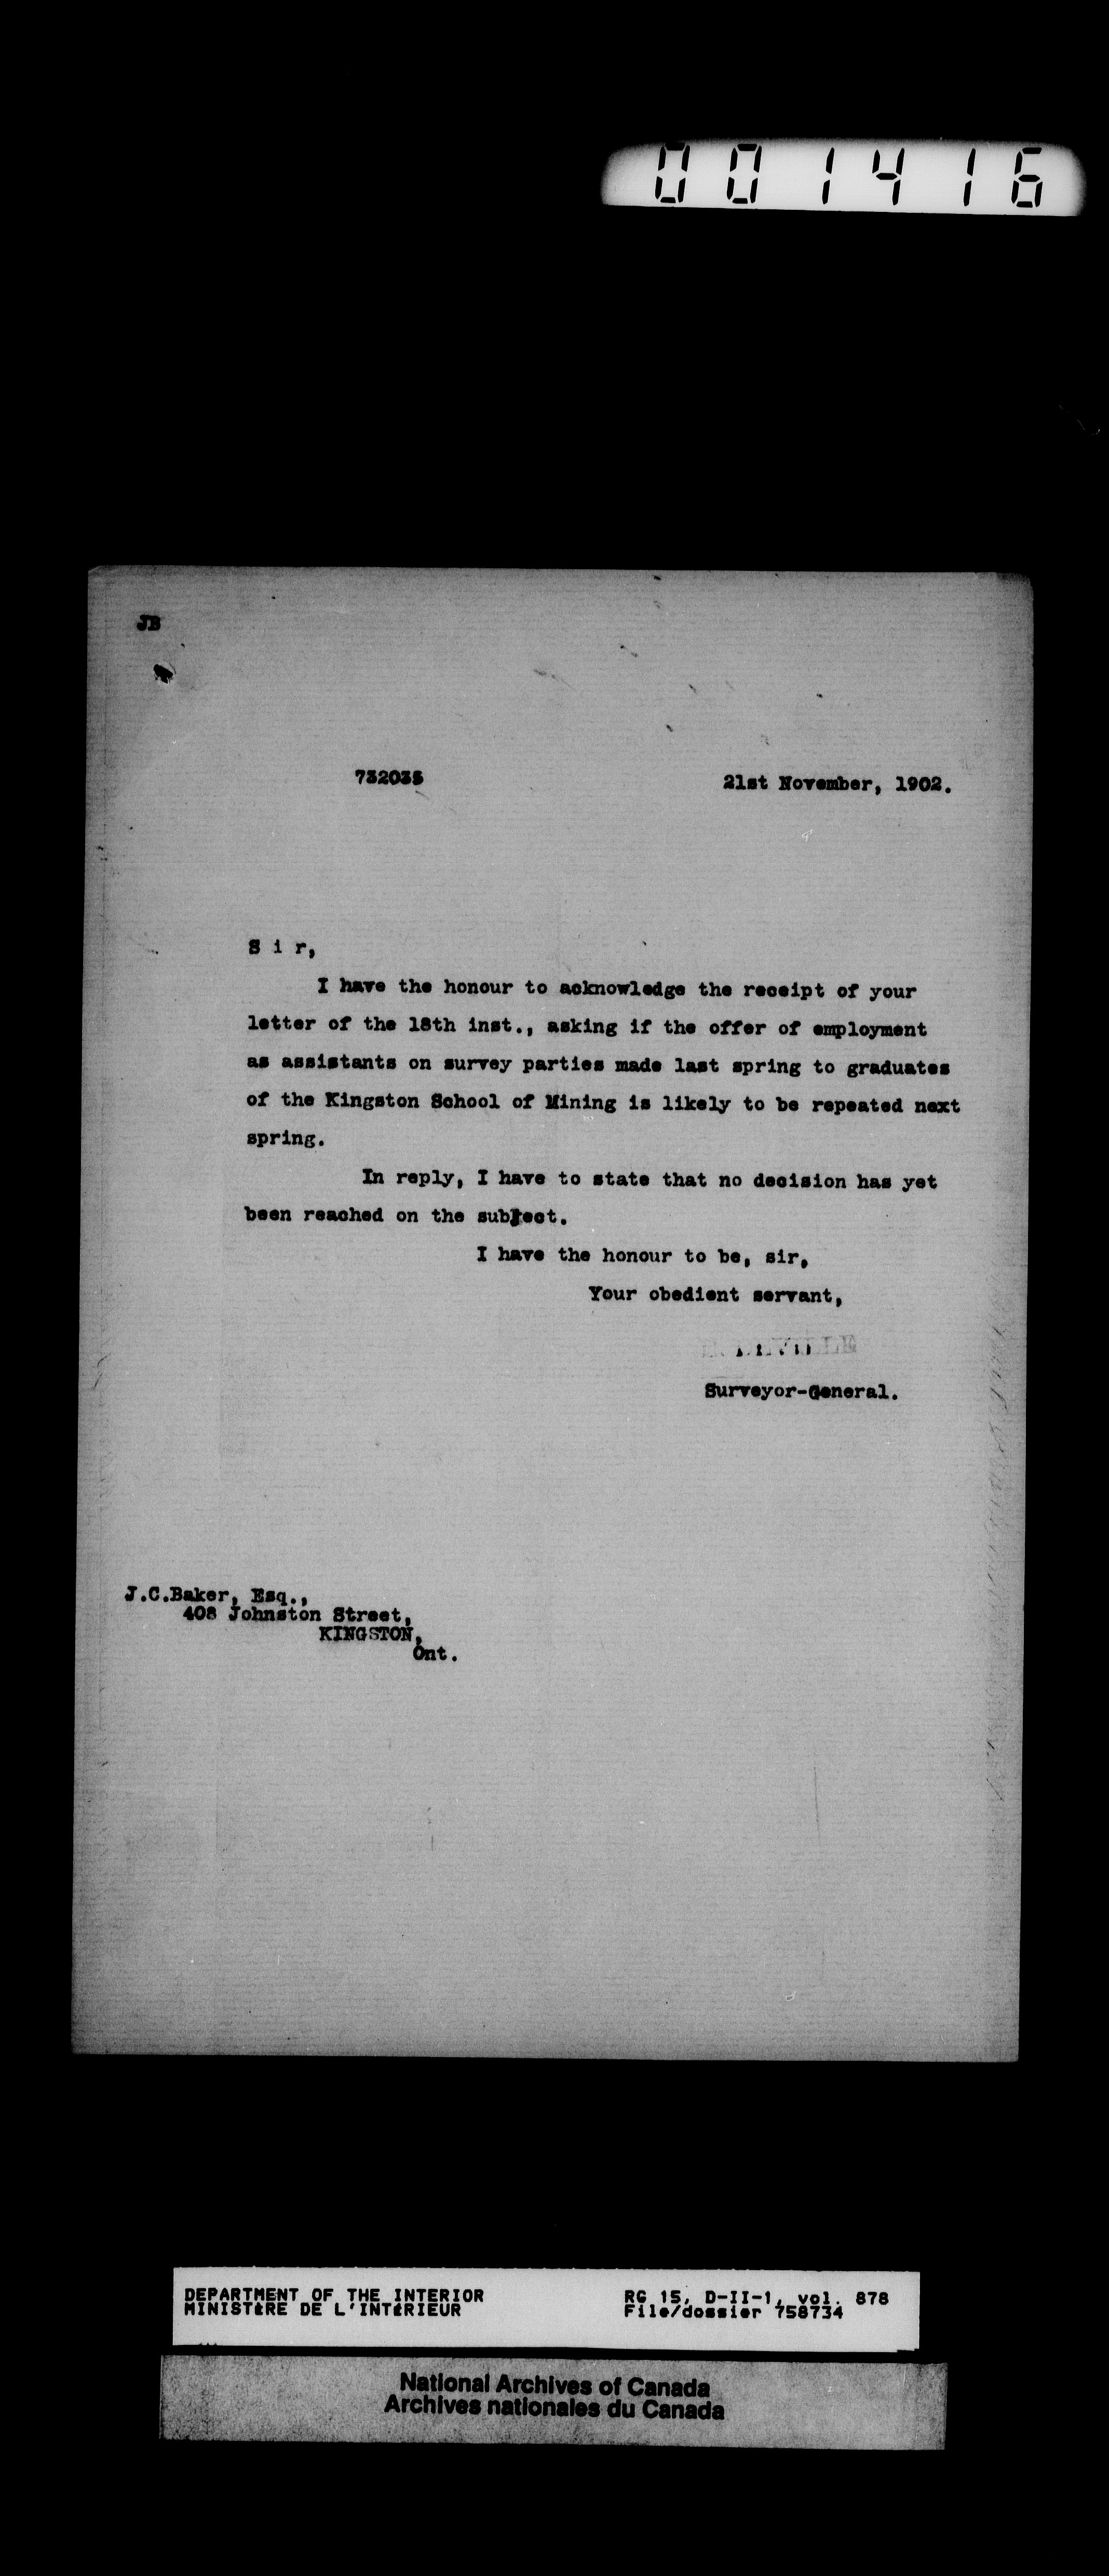 001416
JB
732035
21st November, 1902.
S i r,
I have the honour to acknowledge the receipt of your
letter of the 18th inst., asking if the offer of employment
as assistants on survey parties made last spring to graduates
of the Kingston School of Mining is likely to be repeated next
spring.
In reply, I have to state that no decision has yet
been reached on the subject.
I have the honour to be, sir,
Your obedient servant,
Surveyor-General.
J.C.Baker, Esq.,
408 Johnston Street,
KINGSTON,
Ont.
DEPARTMENT OF THE INTERIOR
MINISTÈRE DE L'INTÉRIEUR
RG 15, D-II-1, vol. 878
File/dossier 758734
National Archives of Canada
Archives nationales du Canada